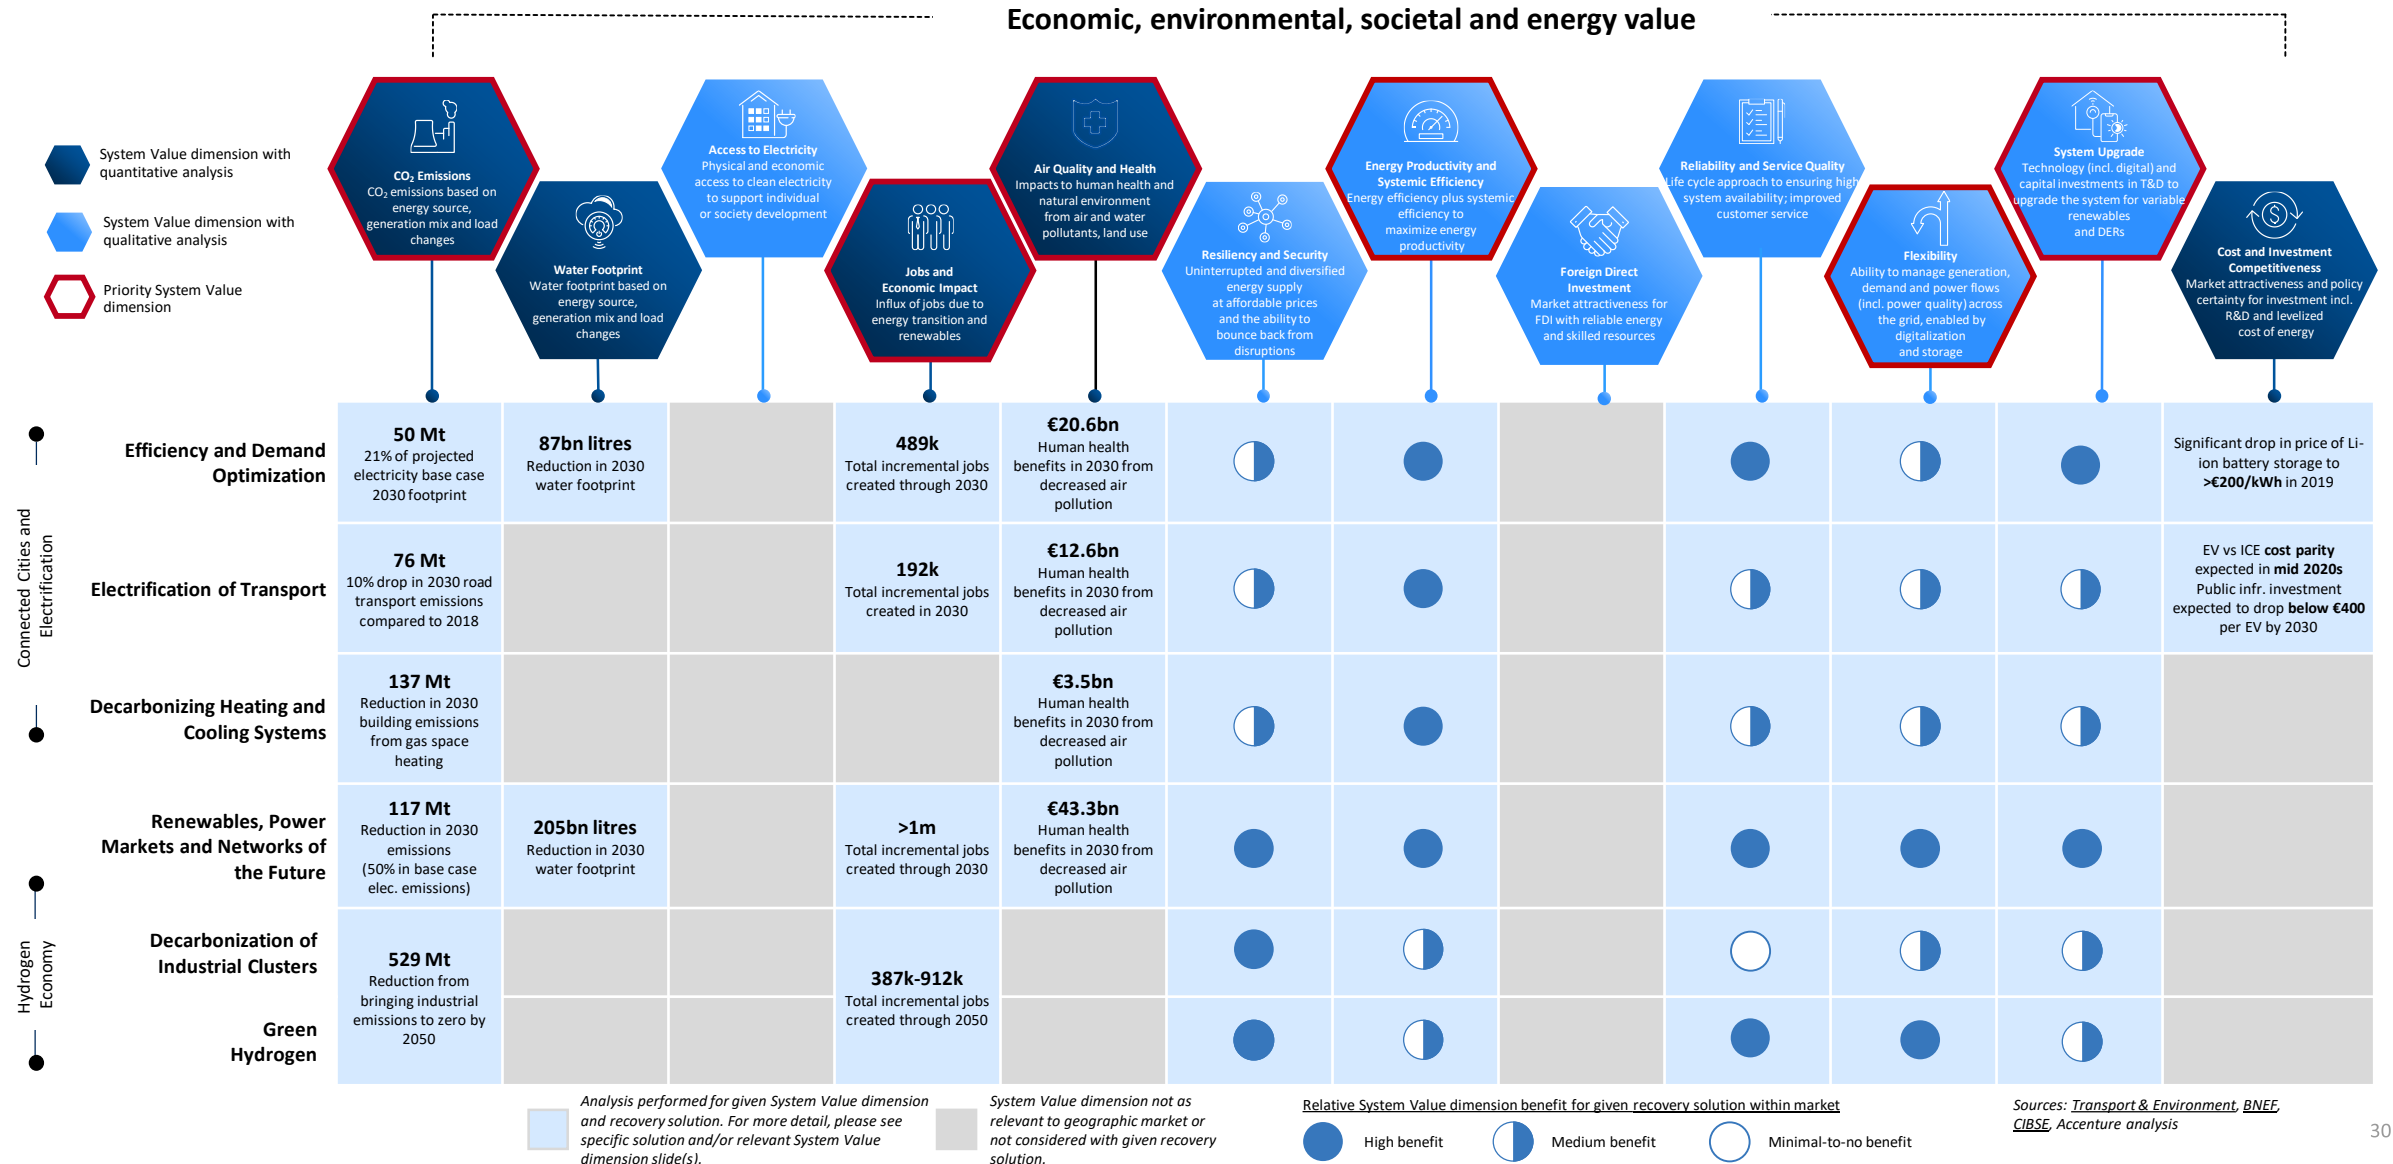 Economic, environmental, societal and energy value
System Value dimension with
quantitative analysis
System Value dimension with
qualitative analysis
Priority System Value
dimension
CO₂ Emissions
CO₂ emissions based on
energy source,
generation mix and load
changes
Water Footprint
Water footprint based on
energy source,
generation mix and load
changes
Access to Electricity
Physical and economic
access to clean electricity
to support individual
or society development
Jobs and
Economic Impact
Influx of jobs due to
energy transition and
renewables
Air Quality and Health
Impacts to human health and
natural environment
from air and water
pollutants, land use
Resiliency and Security
Uninterrupted and diversified
energy supply
at affordable prices
and the ability to
bounce back from
disruptions
Energy Productivity and
Systemic Efficiency
Energy efficiency plus systemic
efficiency to
maximize energy
productivity
Foreign Direct
Investment
Market attractiveness for
FDI with reliable energy
and skilled resources
Reliability and Service Quality
Life cycle approach to ensuring high
system availability; improved
customer service
Flexibility
Ability to manage generation,
demand and power flows
(incl. power quality) across
the grid, enabled by
digitalization
and storage
System Upgrade
Technology (incl. digital) and
capital investments in T&D to
upgrade the system for variable
renewables
and DERs
Cost and Investment
Competitiveness
Market attractiveness and policy
certainty for investment incl.
R&D and levelized
cost of energy
Connected Cities and
Electrification
Efficiency and Demand
Optimization
50 Mt
21% of projected
electricity base case
2030 footprint
87bn litres
Reduction in 2030
water footprint
489k
Total incremental jobs
created through 2030
€20.6bn
Human health
benefits in 2030 from
decreased air
pollution
Significant drop in price of Li-
ion battery storage to
>€200/kWh in 2019
Electrification of Transport
76 Mt
10% drop in 2030 road
transport emissions
compared to 2018
192k
Total incremental jobs
created in 2030
€12.6bn
Human health
benefits in 2030 from
decreased air
pollution
EV vs ICE cost parity
expected in mid 2020s
Public infr. investment
expected to drop below €400
per EV by 2030
Decarbonizing Heating and
Cooling Systems
137 Mt
Reduction in 2030
building emissions
from gas space
heating
€3.5bn
Human health
benefits in 2030 from
decreased air
pollution
Renewables, Power
Markets and Networks of
the Future
117 Mt
Reduction in 2030
emissions
(50% in base case
elec. emissions)
205bn litres
Reduction in 2030
water footprint
>1m
Total incremental jobs
created through 2030
€43.3bn
Human health
benefits in 2030 from
decreased air
pollution
Hydrogen
Economy
Decarbonization of
Industrial Clusters
Green
Hydrogen
529 Mt
Reduction from
bringing industrial
emissions to zero by
2050
387k-912k
Total incremental jobs
created through 2050
Analysis performed for given System Value dimension
and recovery solution. For more detail, please see
specific solution and/or relevant System Value
dimension slide(s).
System Value dimension not as
relevant to geographic market or
not considered with given recovery
solution.
Relative System Value dimension benefit for given recovery solution within market
High benefit
Medium benefit
Minimal-to-no benefit
Sources: Transport & Environment, BNEF,
CIBSE, Accenture analysis
30